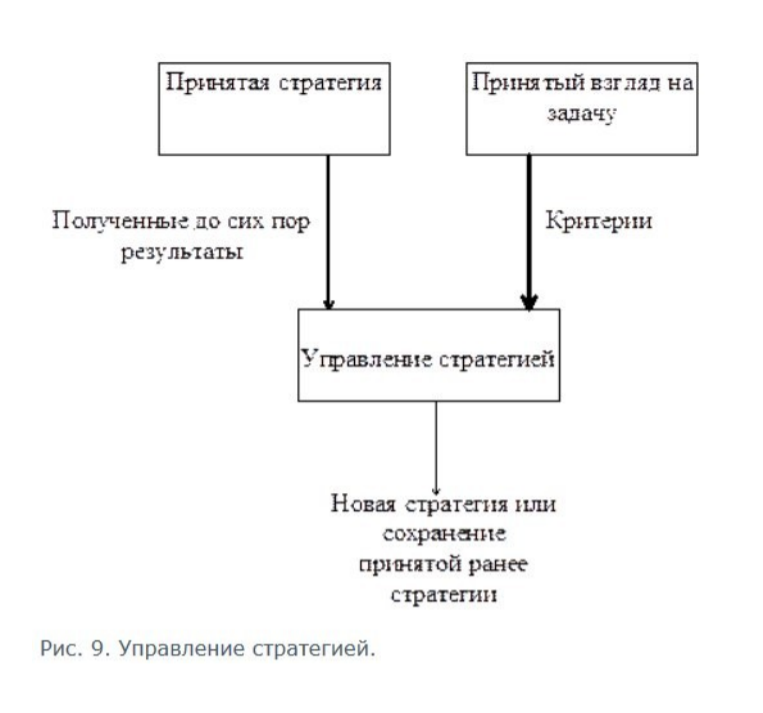 Принятая стратегия
Принятый взгляд на
задачу
Полученные до сих пор
результаты
Критерии
Управление стратегией
Новая стратегия или
сохранение
принятой ранее
стратегии
Рис. 9. Управление стратегией.